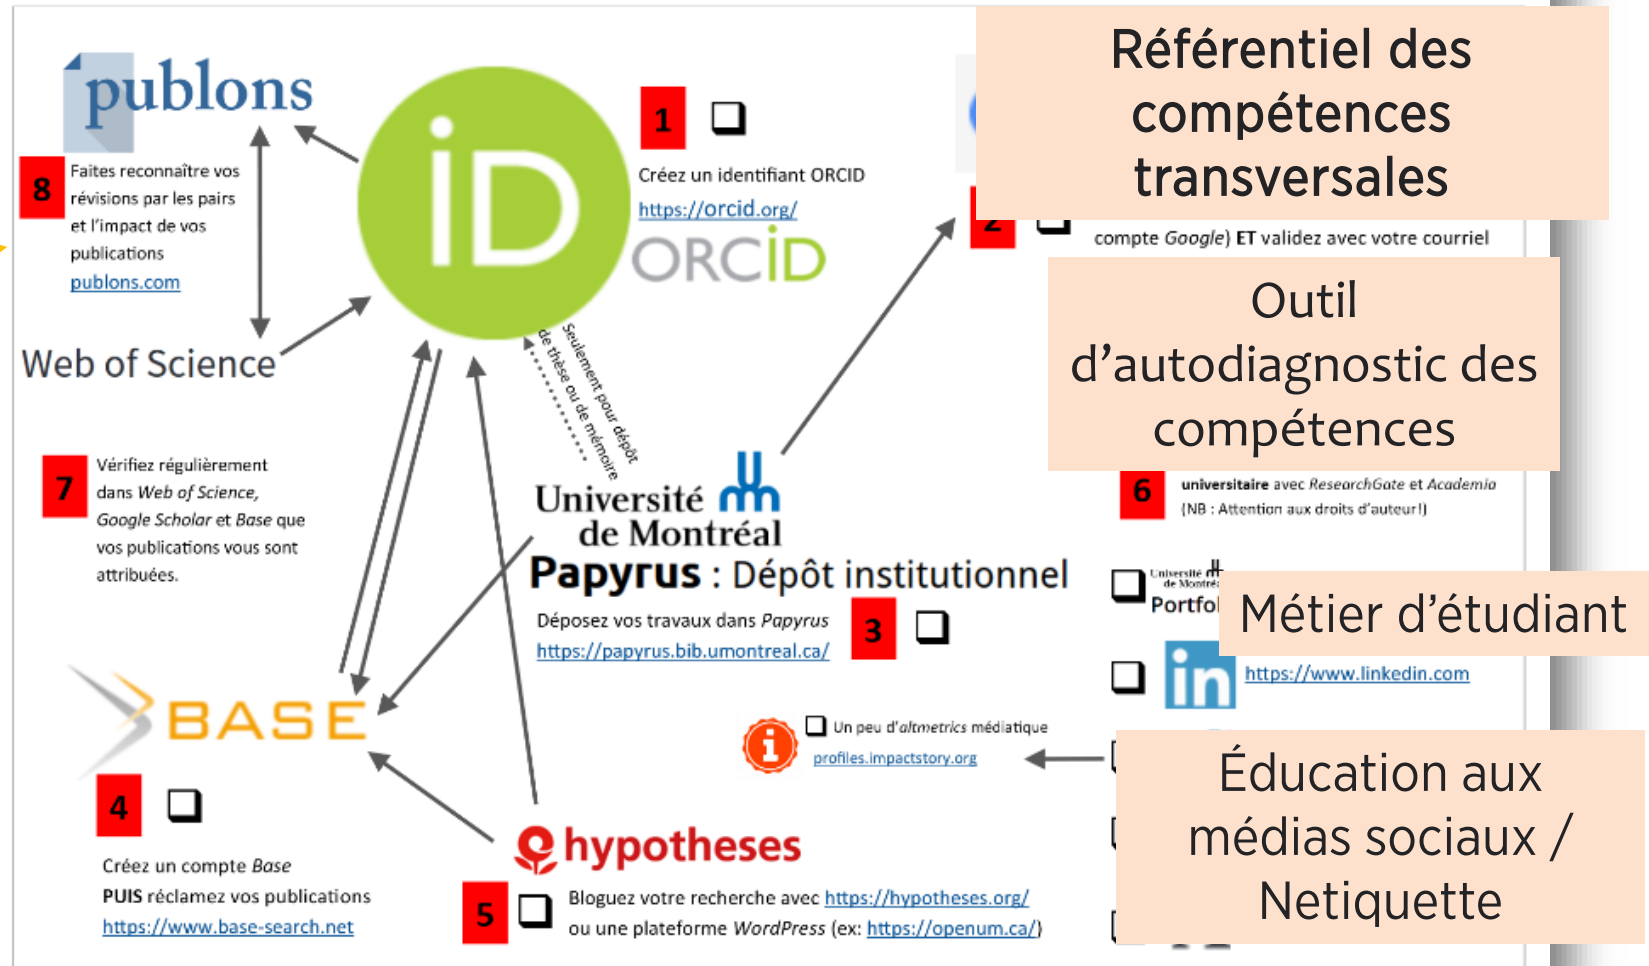 publons
8
Faites reconnaître vos
révisions par les pairs
et l'impact de vos
publications
publons.com
Web of Science
iD
1
Créez un identifiant ORCID
https://orcid.org/
ORCiD
Seulement pour dépôt
de thèse ou de mémoire
Référentiel des
compétences
transversales
2
compte Google) ET validez avec votre courriel
Outil
d’autodiagnostic des
compétences
7
Vérifiez régulièrement
dans Web of Science,
Google Scholar et Base que
vos publications vous sont
attribuées.
Université
de Montréal
Papyrus : Dépôt institutionnel
Déposez vos travaux dans Papyrus
https://papyrus.bib.umontreal.ca/
3
6
universitaire avec ResearchGate et Academia
(NB : Attention aux droits d'auteur!)
Université
de Montré
Portfo
Métier d’étudiant
in
https://www.linkedin.com
BASE
4
Créez un compte Base
PUIS réclamez vos publications
https://www.base-search.net
Un peu d'altmetrics médiatique
profiles.impactstory.org
hypotheses
5
Bloguez votre recherche avec https://hypotheses.org/
ou une plateforme WordPress (ex: https://openum.ca/)
Éducation aux
médias sociaux /
Netiquette